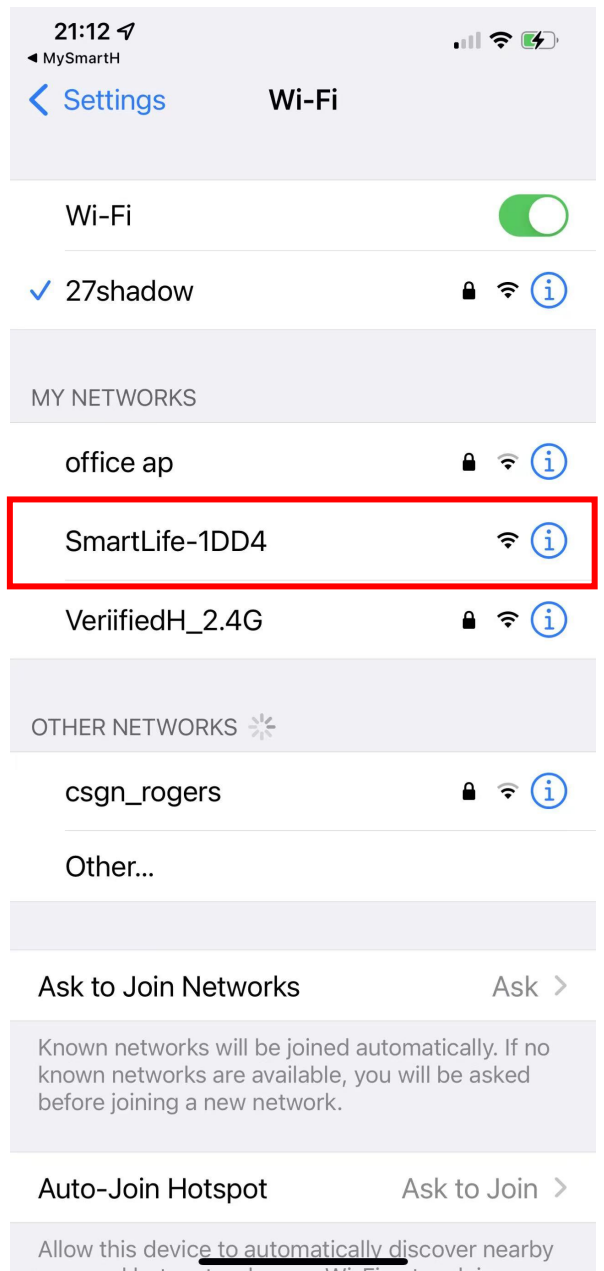 21:12
◀ MySmartH
Settings
Wi-Fi
Wi-Fi
27shadow
MY NETWORKS
office ap
SmartLife-1DD4
VeriifiedH_2.4G
OTHER NETWORKS
csgn_rogers
Other...
Ask to Join Networks Ask
Known networks will be joined automatically. If no
known networks are available, you will be asked
before joining a new network.
Auto-Join Hotspot Ask to Join
Allow this device to automatically discover nearby